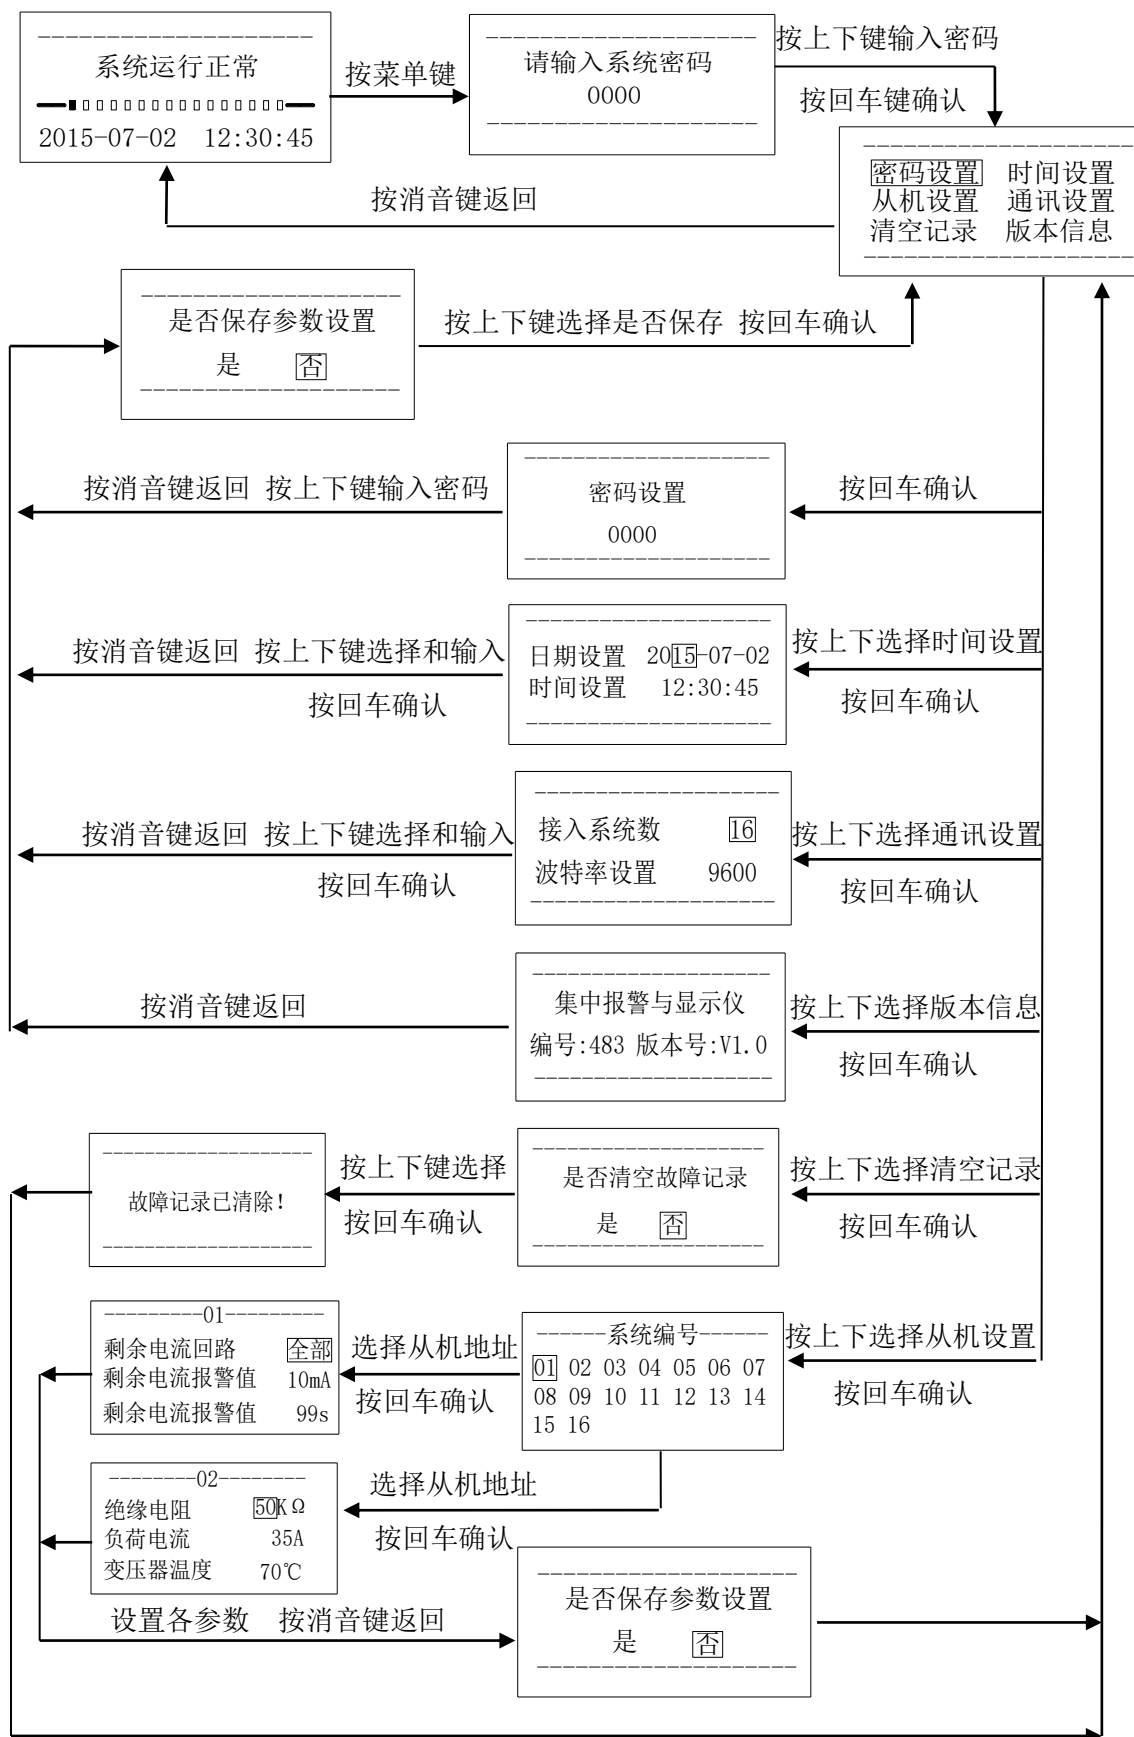 系统运行正常
2015-07-02 12:30:45
按菜单键
请输入系统密码
0000
按上下键输入密码
按回车键确认
密码设置 时间设置
从机设置 通讯设置
清空记录 版本信息
按消音键返回
是否保存参数设置
是 否
按上下键选择是否保存 按回车确认
按消音键返回 按上下键输入密码
密码设置
0000
按回车确认
按消音键返回 按上下键选择和输入
按回车确认
日期设置 2015-07-02
时间设置 12:30:45
按上下选择时间设置
按回车确认
按消音键返回 按上下键选择和输入
按回车确认
接入系统数 16
波特率设置 9600
按上下选择通讯设置
按回车确认
按消音键返回
集中报警与显示仪
编号:483 版本号:V1.0
按上下选择版本信息
按回车确认
故障记录已清除!
按上下键选择
按回车确认
是否清空故障记录
是 否
按上下选择清空记录
按回车确认
---------01---------
剩余电流回路 全部
剩余电流报警值 10mA
剩余电流报警值 99s
选择从机地址
按回车确认
------系统编号------
01 02 03 04 05 06 07
08 09 10 11 12 13 14
15 16
按上下选择从机设置
按回车确认
--------02--------
绝缘电阻 50KΩ
负荷电流 35A
变压器温度 70℃
选择从机地址
按回车确认
设置各参数 按消音键返回
是否保存参数设置
是 否